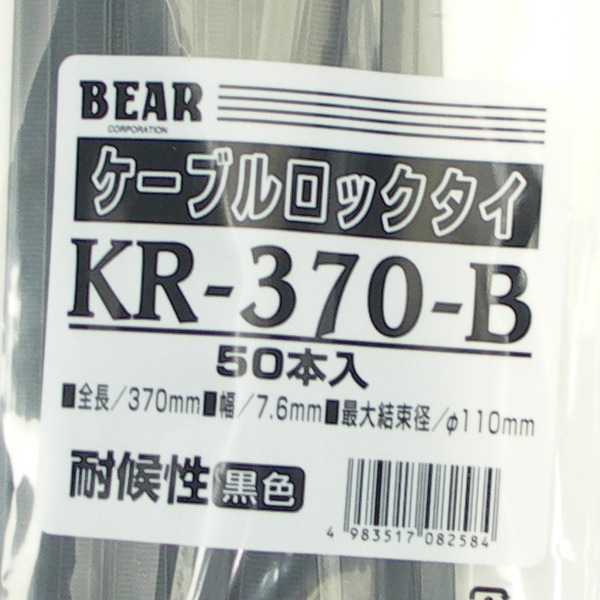 BEAR
CORPORATION
ケーブルロックタイ
KR-370-B
50本入
■全長/370mm■幅/7.6mm■最大結束径/φ110mm
耐候性 黒色
4 983517 082584